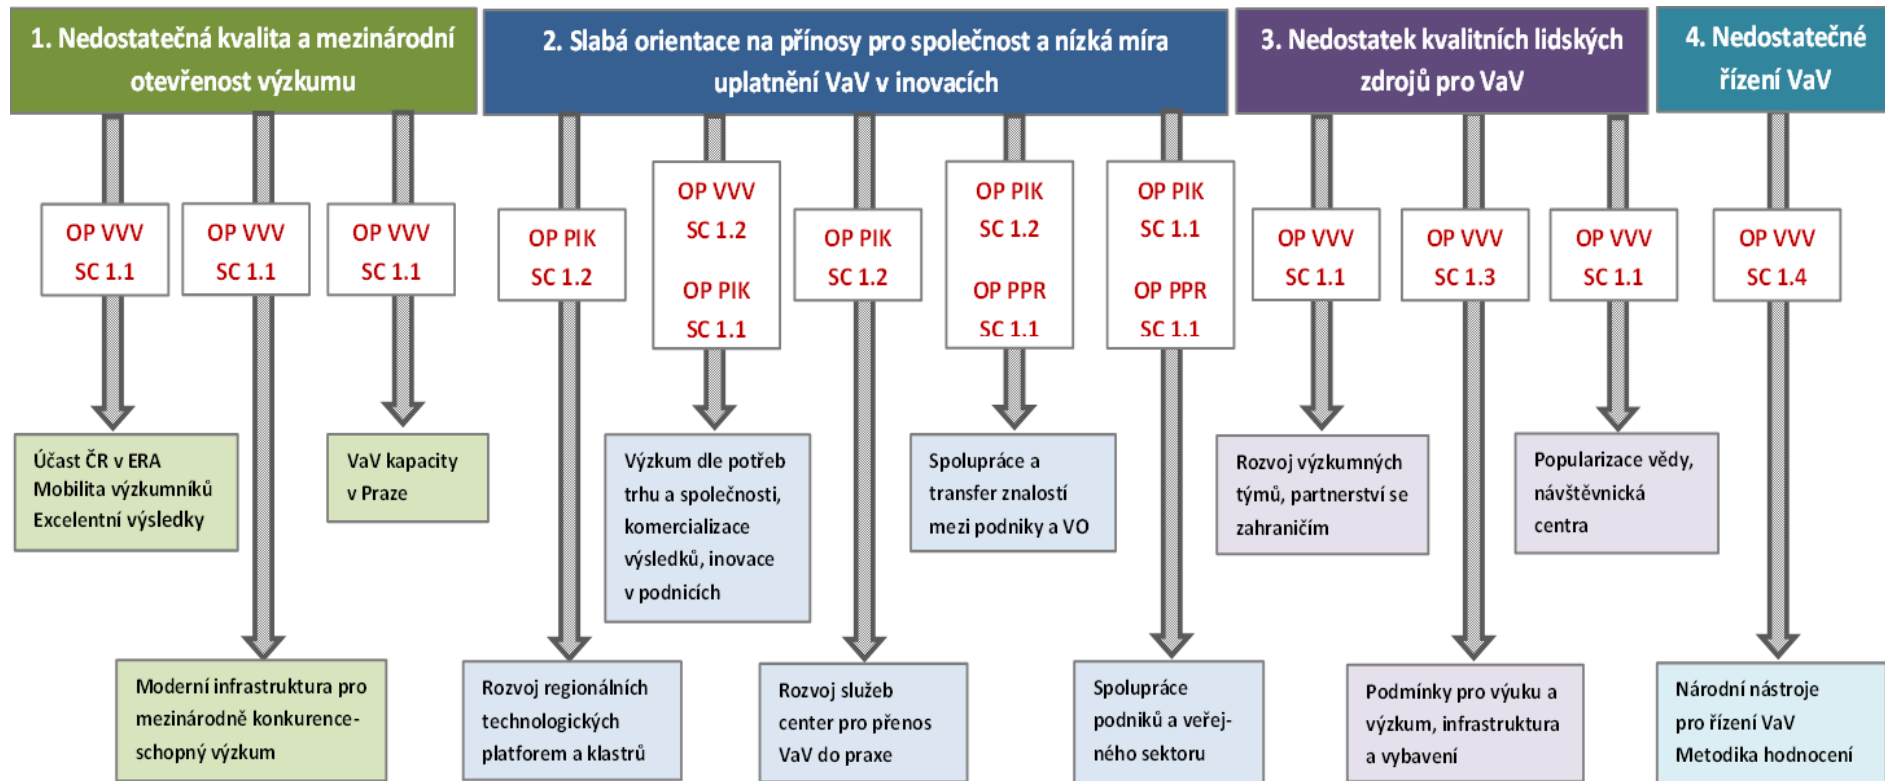 1. Nedostatečná kvalita a mezinárodní
otevřenost výzkumu
2. Slabá orientace na přínosy pro společnost a nízká míra
uplatnění VaV v inovacích
3. Nedostatek kvalitních lidských
zdrojů pro VaV
4. Nedostatečné
řízení VaV
OP VVV
SC 1.1
OP VVV
SC 1.1
OP VVV
SC 1.1
OP PIK
SC 1.2
OP VVV
SC 1.2
OP PIK
SC 1.1
OP PIK
SC 1.2
OP PIK
SC 1.2
OP PPR
SC 1.1
OP PIK
SC 1.1
OP PPR
SC 1.1
OP VVV
SC 1.1
OP VVV
SC 1.3
OP VVV
SC 1.1
OP VVV
SC 1.4
Účast ČR v ERA
Mobilita výzkumníků
Excelentní výsledky
VaV kapacity
v Praze
Výzkum dle potřeb
trhu a společnosti,
komercializace
výsledků, inovace
v podnicích
Spolupráce a
transfer znalostí
mezi podniky a VO
Rozvoj výzkumných
týmů, partnerství se
zahraničím
Popularizace vědy,
návštěvnická
centra
Moderní infrastruktura pro
mezinárodně konkurence-
schopný výzkum
Rozvoj regionálních
technologických
platforem a klastrů
Rozvoj služeb
center pro přenos
VaV do praxe
Spolupráce
podniků a veřej-
ného sektoru
Podmínky pro výuku a
výzkum, infrastruktura
a vybavení
Národní nástroje
pro řízení VaV
Metodika hodnocení